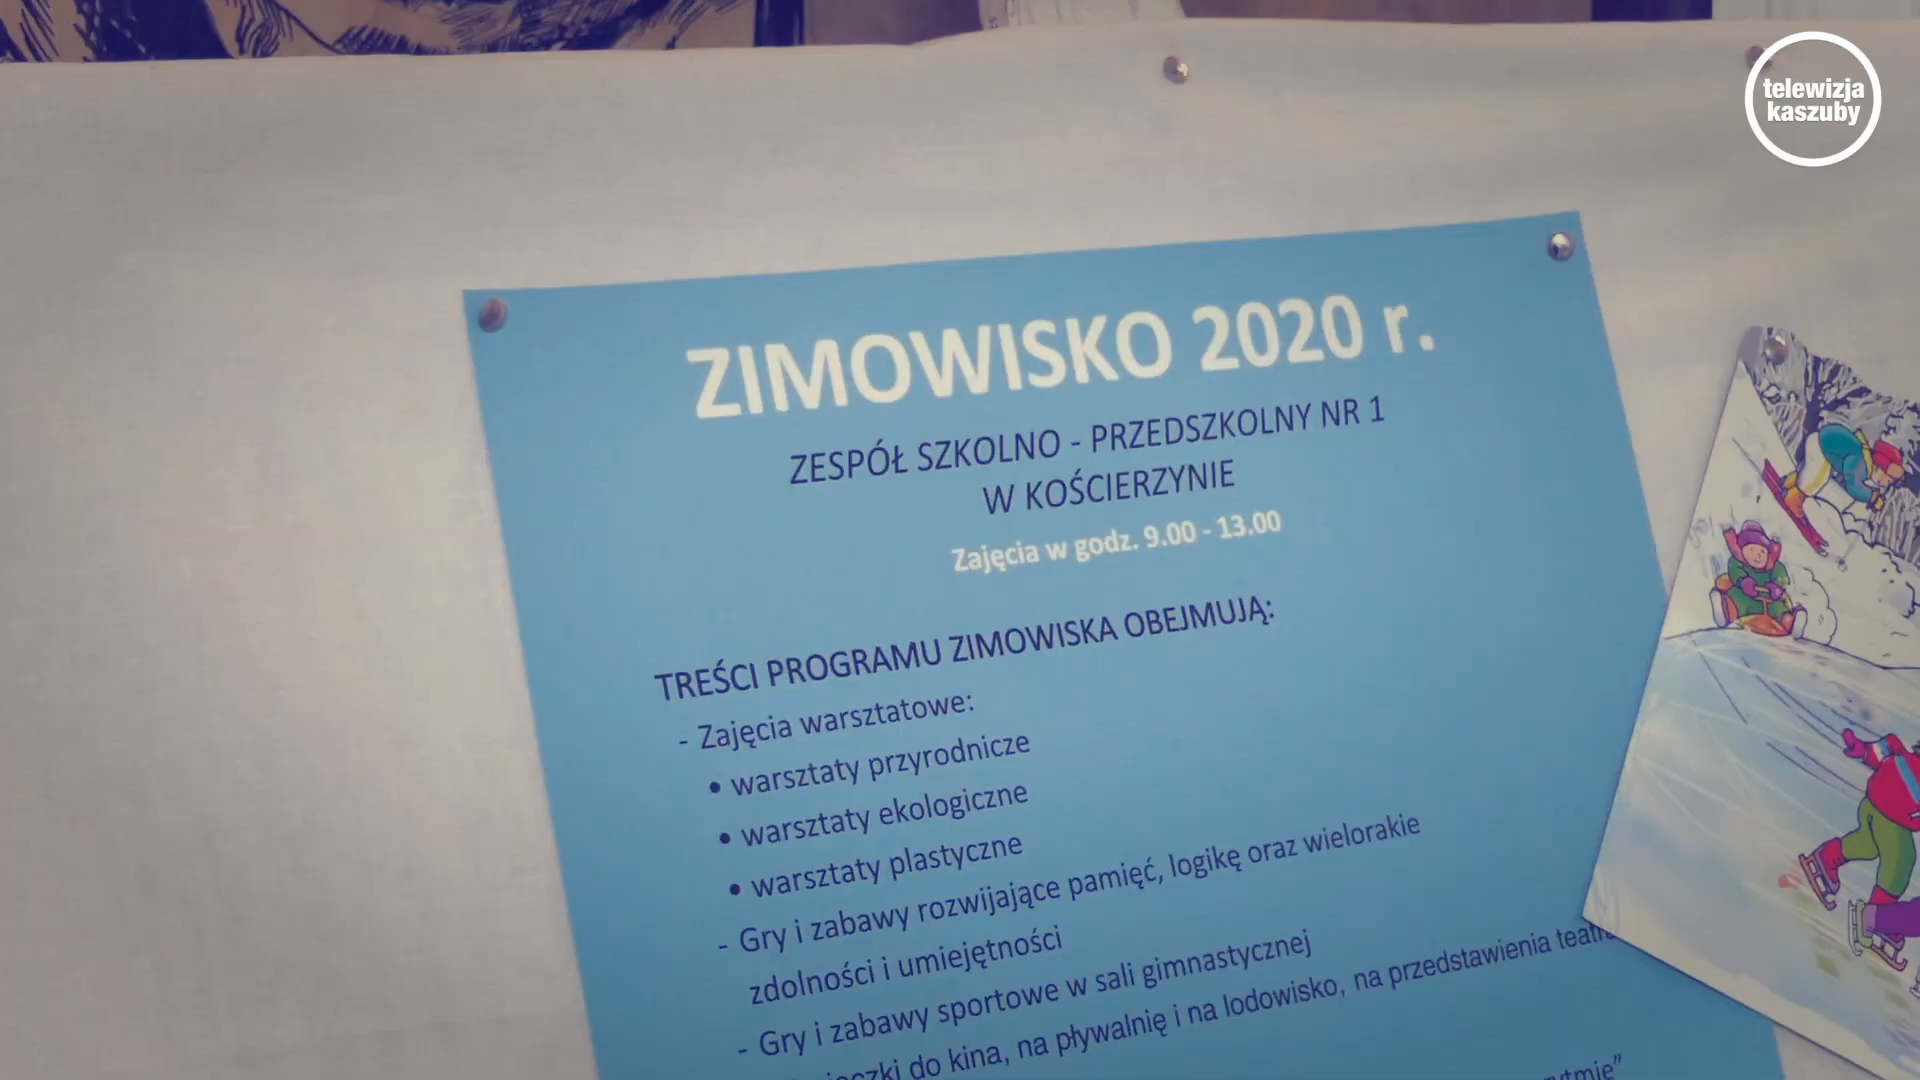 telewizja
kaszuby
ZIMOWISKO 2020 r.
ZESPÓŁ SZKOLNO - PRZEDSZKOLNY NR 1
W KOŚCIERZYNIE
Zajęcia w godz. 9.00 - 13.00
TREŚCI PROGRAMU ZIMOWISKA OBEJMUJĄ:
- Zajęcia warsztatowe:
• warsztaty przyrodnicze
• warsztaty ekologiczne
• warsztaty plastyczne
- Gry i zabawy rozwijające pamięć, logikę oraz wielorakie
zdolności i umiejętności
- Gry i zabawy sportowe w sali gimnastycznej
do kina, na pływalnię i na lodowisko, na przedstawienia